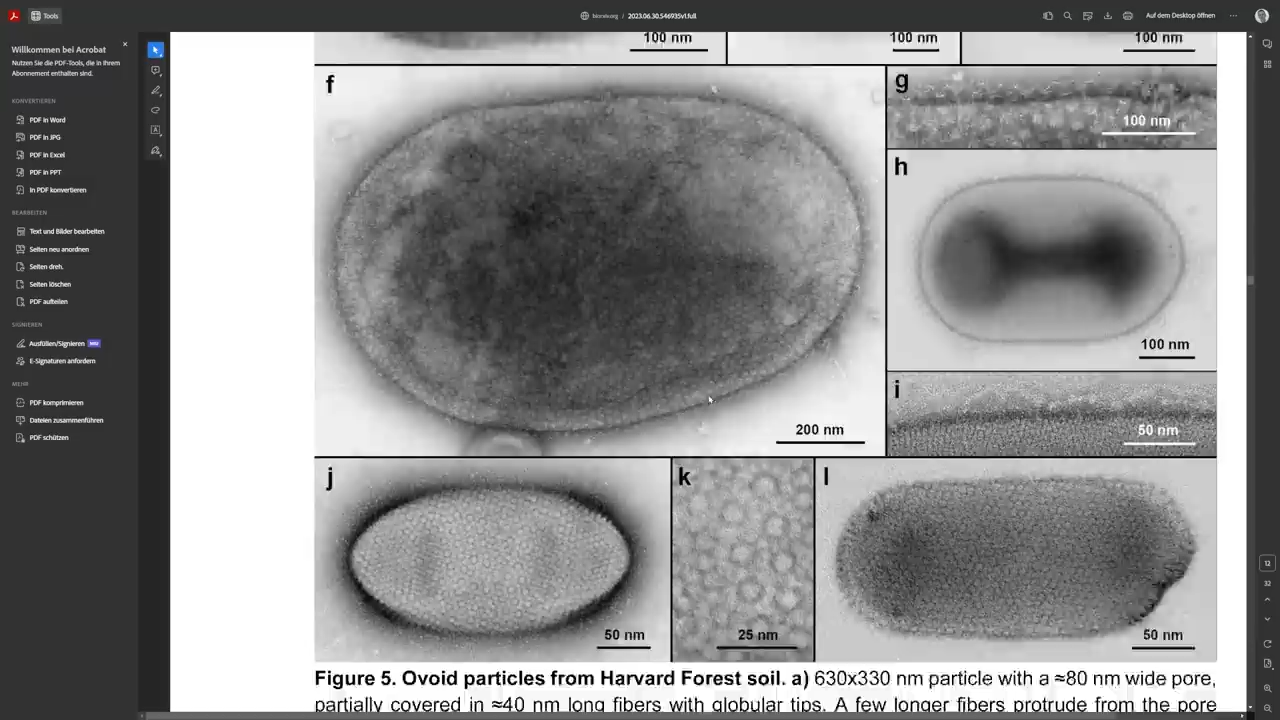 Tools
biorxiv.org / 2023.06.30.546935v1.full
Auf dem Desktop öffnen
Willkommen bei Acrobat
Nutzen Sie die PDF-Tools, die in Ihrem
Abonnement enthalten sind.
KONVERTIEREN
PDF in Word
PDF in JPG
PDF in Excel
PDF in PPT
In PDF konvertieren
BEARBEITEN
Text und Bilder bearbeiten
Seiten neu anordnen
Seiten dreh.
Seiten löschen
PDF aufteilen
SIGNIEREN
Ausfüllen/Signieren NEU
E-Signaturen anfordern
MEHR
PDF komprimieren
Dateien zusammenführen
PDF schützen
100 nm
100 nm
100 nm
f
200 nm
g
100 nm
h
100 nm
i
50 nm
j
50 nm
k
25 nm
l
50 nm
Figure 5. Ovoid particles from Harvard Forest soil. a) 630x330 nm particle with a ≈80 nm wide pore,
partially covered in ≈40 nm long fibers with globular tips. A few longer fibers protrude from the pore
12
32